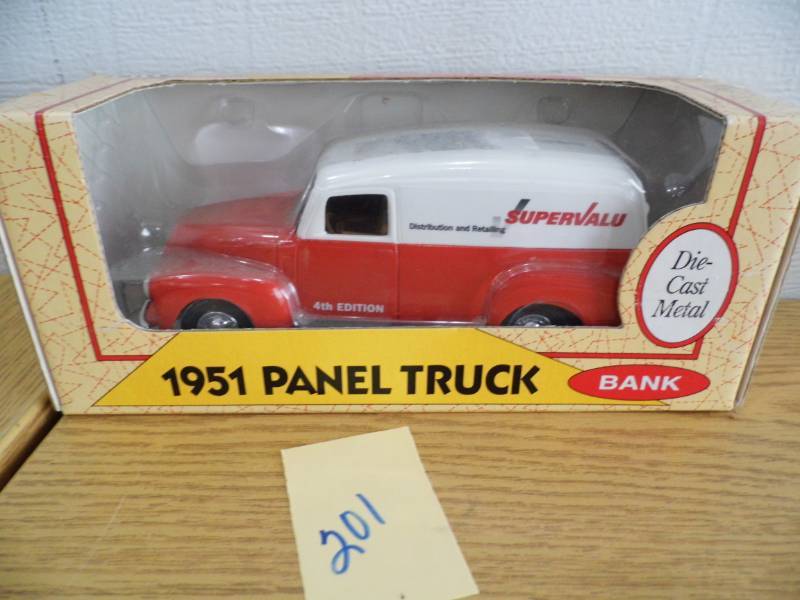 SUPERVALU
Distribution and Retailing
4th EDITION
Die-
Cast
Metal
1951 PANEL TRUCK
BANK
201